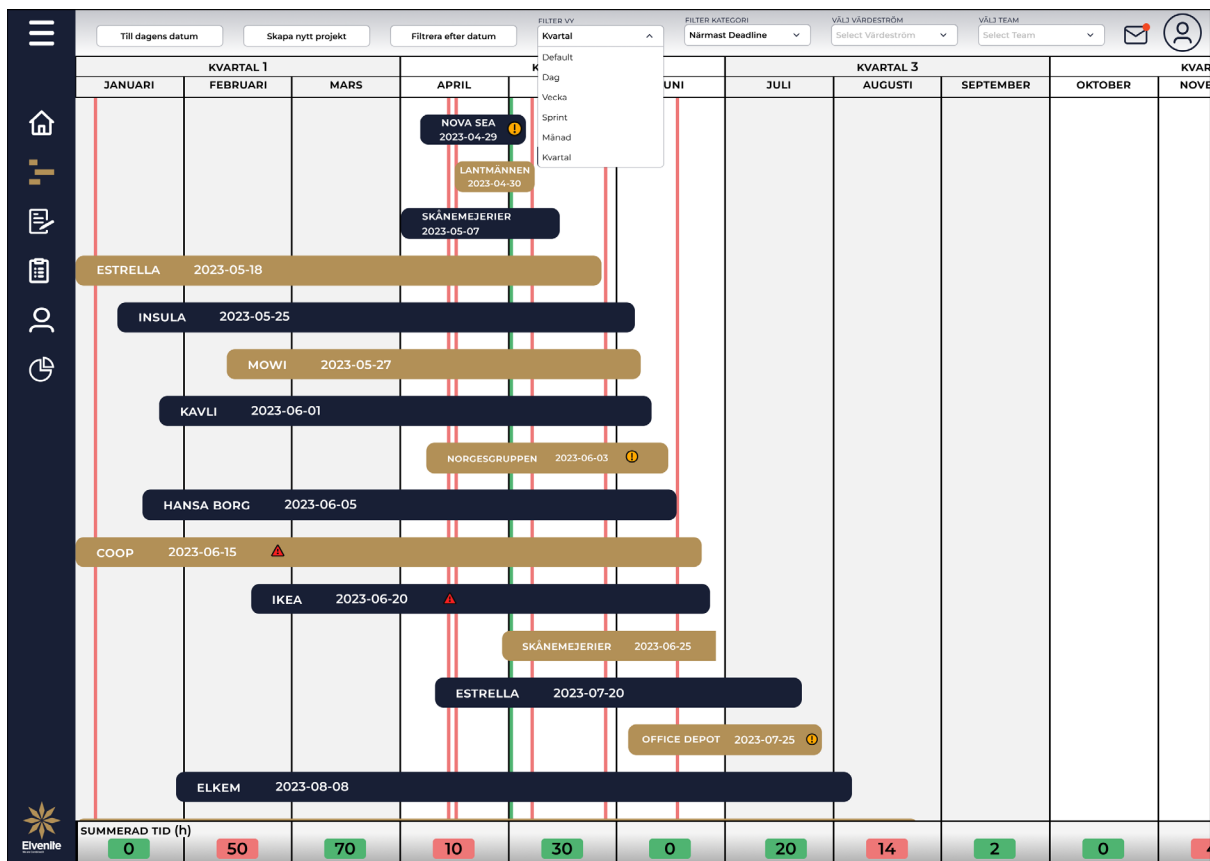 FILTER VY
FILTER KATEGORI
VÄLJ VÄRDESTRÖM
VÄLJ TEAM
Till dagens datum
Skapa nytt projekt
Filtrera efter datum
Kvartal
Närmast Deadline
Select Värdeström
Select Team
Default
Dag
Vecka
Sprint
Månad
Kvartal
KVARTAL 1
K
KVARTAL 3
KVAR
JANUARI
FEBRUARI
MARS
APRIL
UNI
JULI
AUGUSTI
SEPTEMBER
OKTOBER
NOVE
NOVA SEA
2023-04-29
LANTMÄNNEN
2023-04-30
SKÅNEMEJERIER
2023-05-07
ESTRELLA 2023-05-18
INSULA 2023-05-25
MOWI 2023-05-27
KAVLI 2023-06-01
NORGESGRUPPEN 2023-06-03
HANSA BORG 2023-06-05
COOP 2023-06-15
IKEA 2023-06-20
SKÅNEMEJERIER 2023-06-25
ESTRELLA 2023-07-20
OFFICE DEPOT 2023-07-25
ELKEM 2023-08-08
Elvenile
SUMMERAD TID (h)
0 50 70 10 30 0 20 14 2 0 4